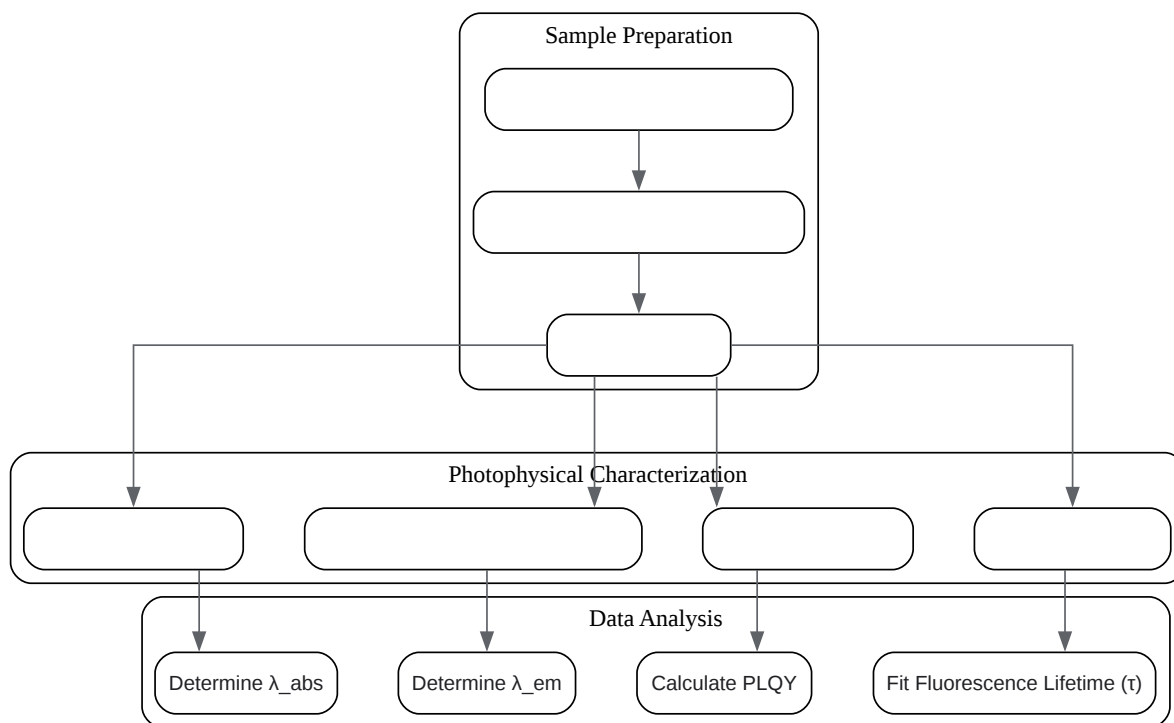 Sample Preparation
Photophysical Characterization
Data Analysis
Determine λ_abs
Determine λ_em
Calculate PLQY
Fit Fluorescence Lifetime (τ)